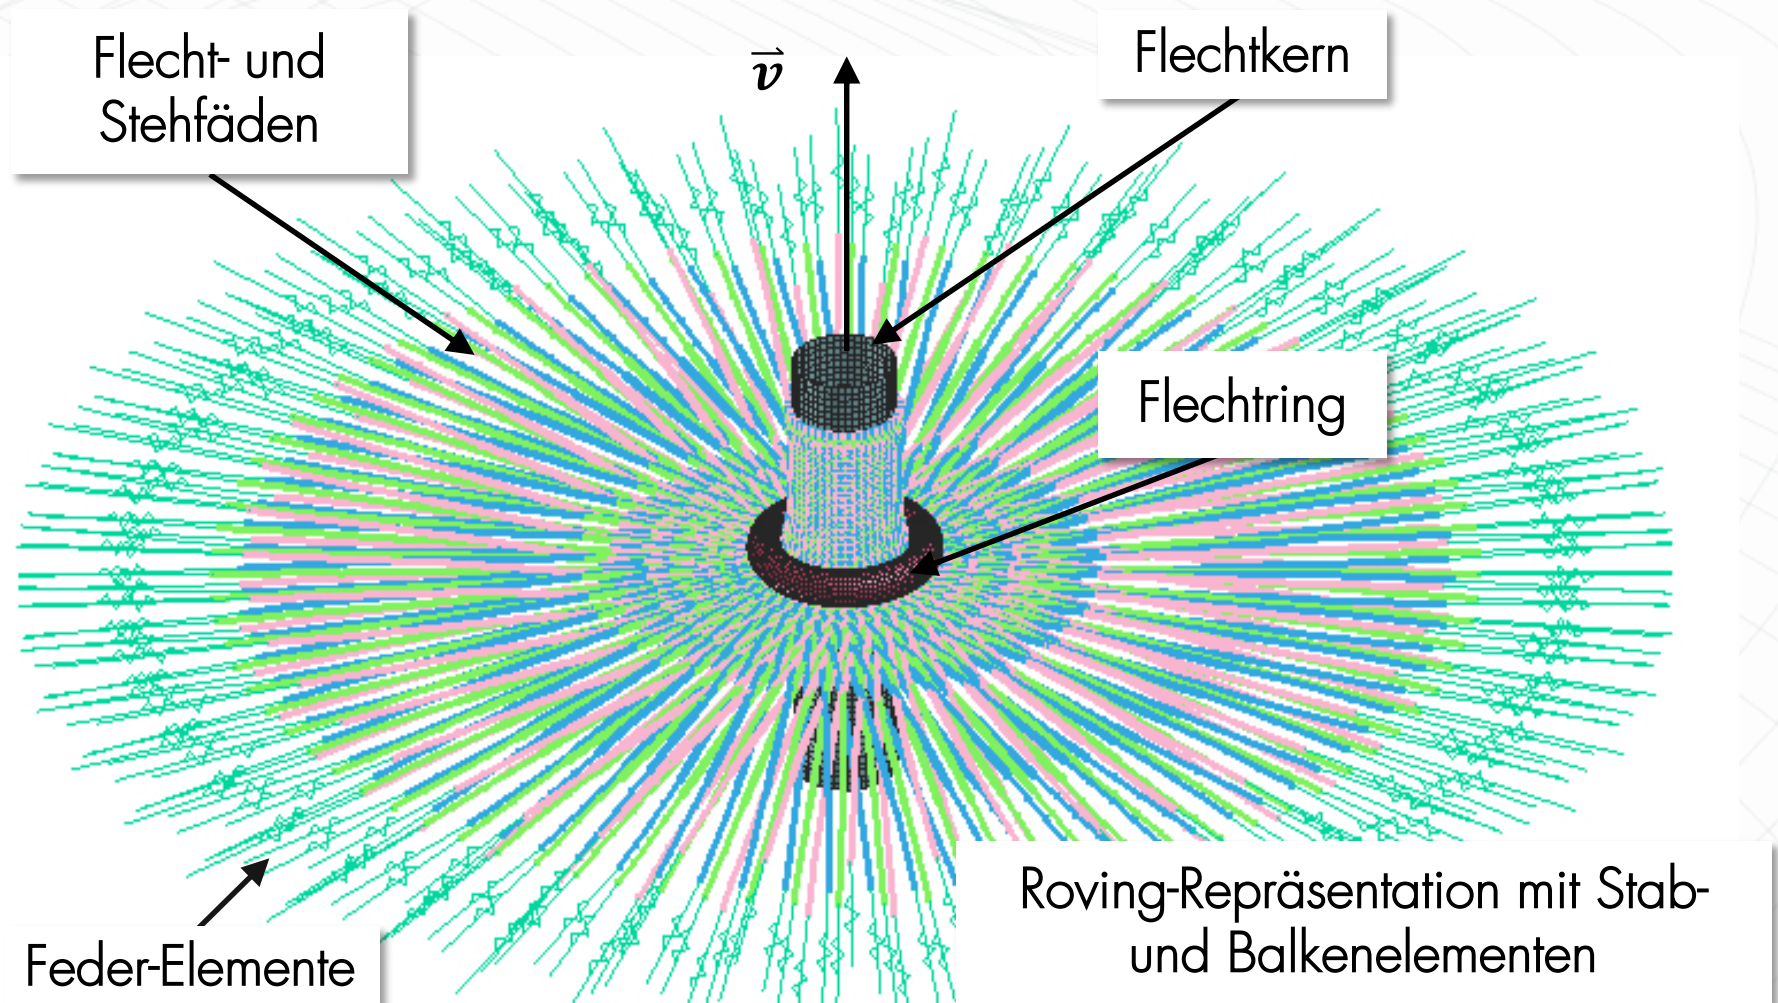 Flecht- und
Stehfäden
v
Flechtkern
Flechtring
Feder-Elemente
Roving-Repräsentation mit Stab-
und Balkenelementen